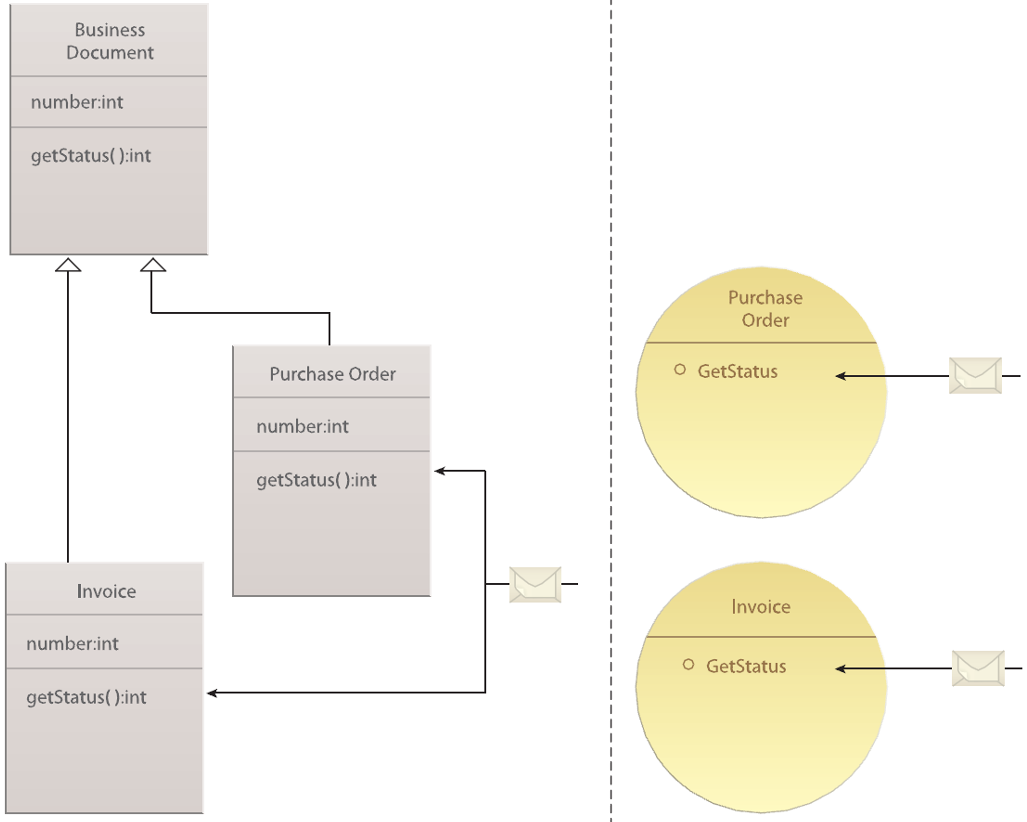 Business
Document
number:int
getStatus( ):int
Purchase Order
number:int
getStatus( ):int
Invoice
number:int
getStatus( ):int
Purchase
Order
GetStatus
Invoice
GetStatus